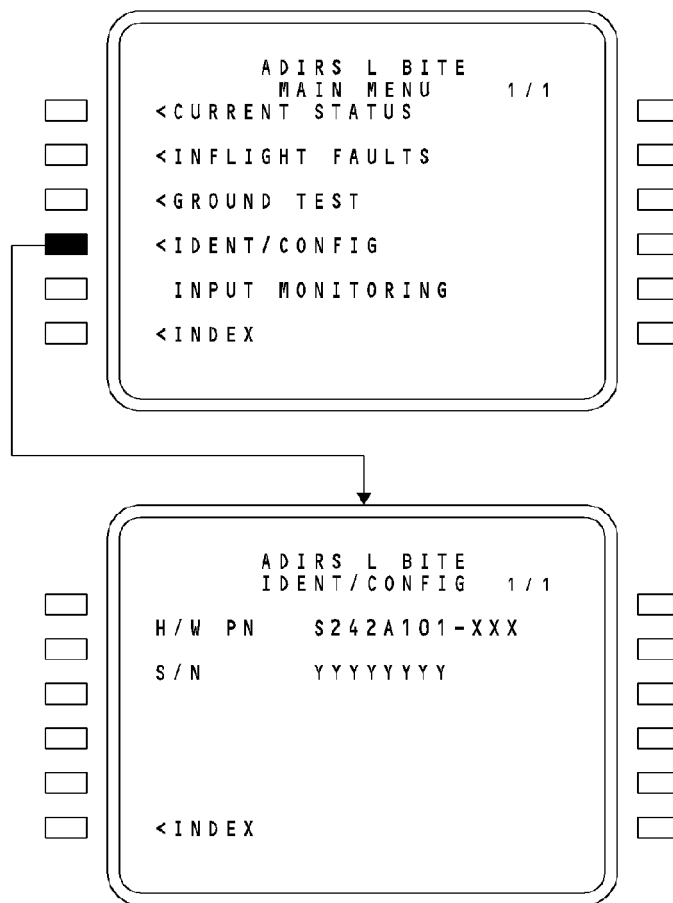 ADIRS L BITE
MAIN MENU 1/1
<CURRENT STATUS
<INFLIGHT FAULTS
<GROUND TEST
<IDENT/CONFIG
INPUT MONITORING
<INDEX
ADIRS L BITE
IDENT/CONFIG 1/1
H/W PN S242A101-XXX
S/N YYYYYYYY
<INDEX